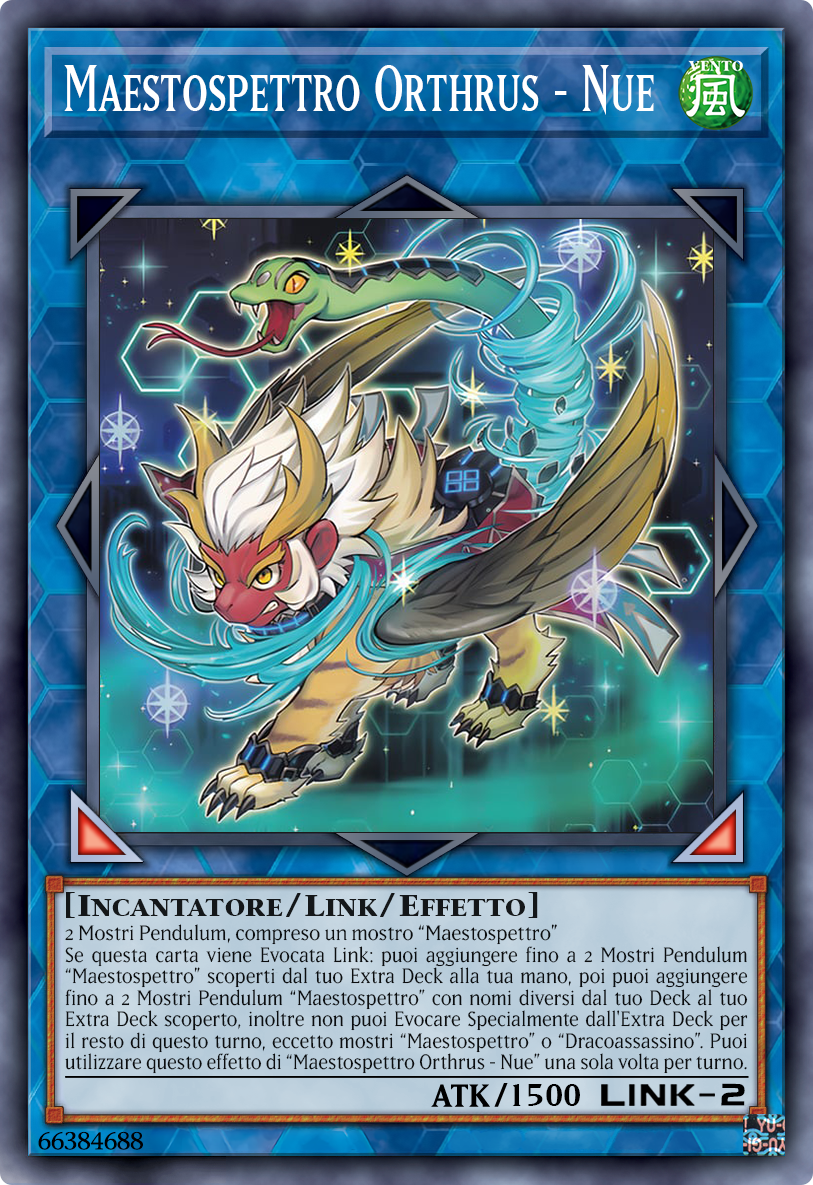 Maestospettro Orthrus - Nue
VENTO
風
[Incantatore/Link/Effetto]
2 Mostri Pendulum, compreso un mostro “Maestospettro”
Se questa carta viene Evocata Link: puoi aggiungere fino a 2 Mostri Pendulum
“Maestospettro” scoperti dal tuo Extra Deck alla tua mano, poi puoi aggiungere
fino a 2 Mostri Pendulum “Maestospettro” con nomi diversi dal tuo Deck al tuo
Extra Deck scoperto, inoltre non puoi Evocare Specialmente dall'Extra Deck per
il resto di questo turno, eccetto mostri “Maestospettro” o “Dracoassassino”. Puoi
utilizzare questo effetto di “Maestospettro Orthrus - Nue” una sola volta per turno.
ATK/1500 LINK-2
66384688